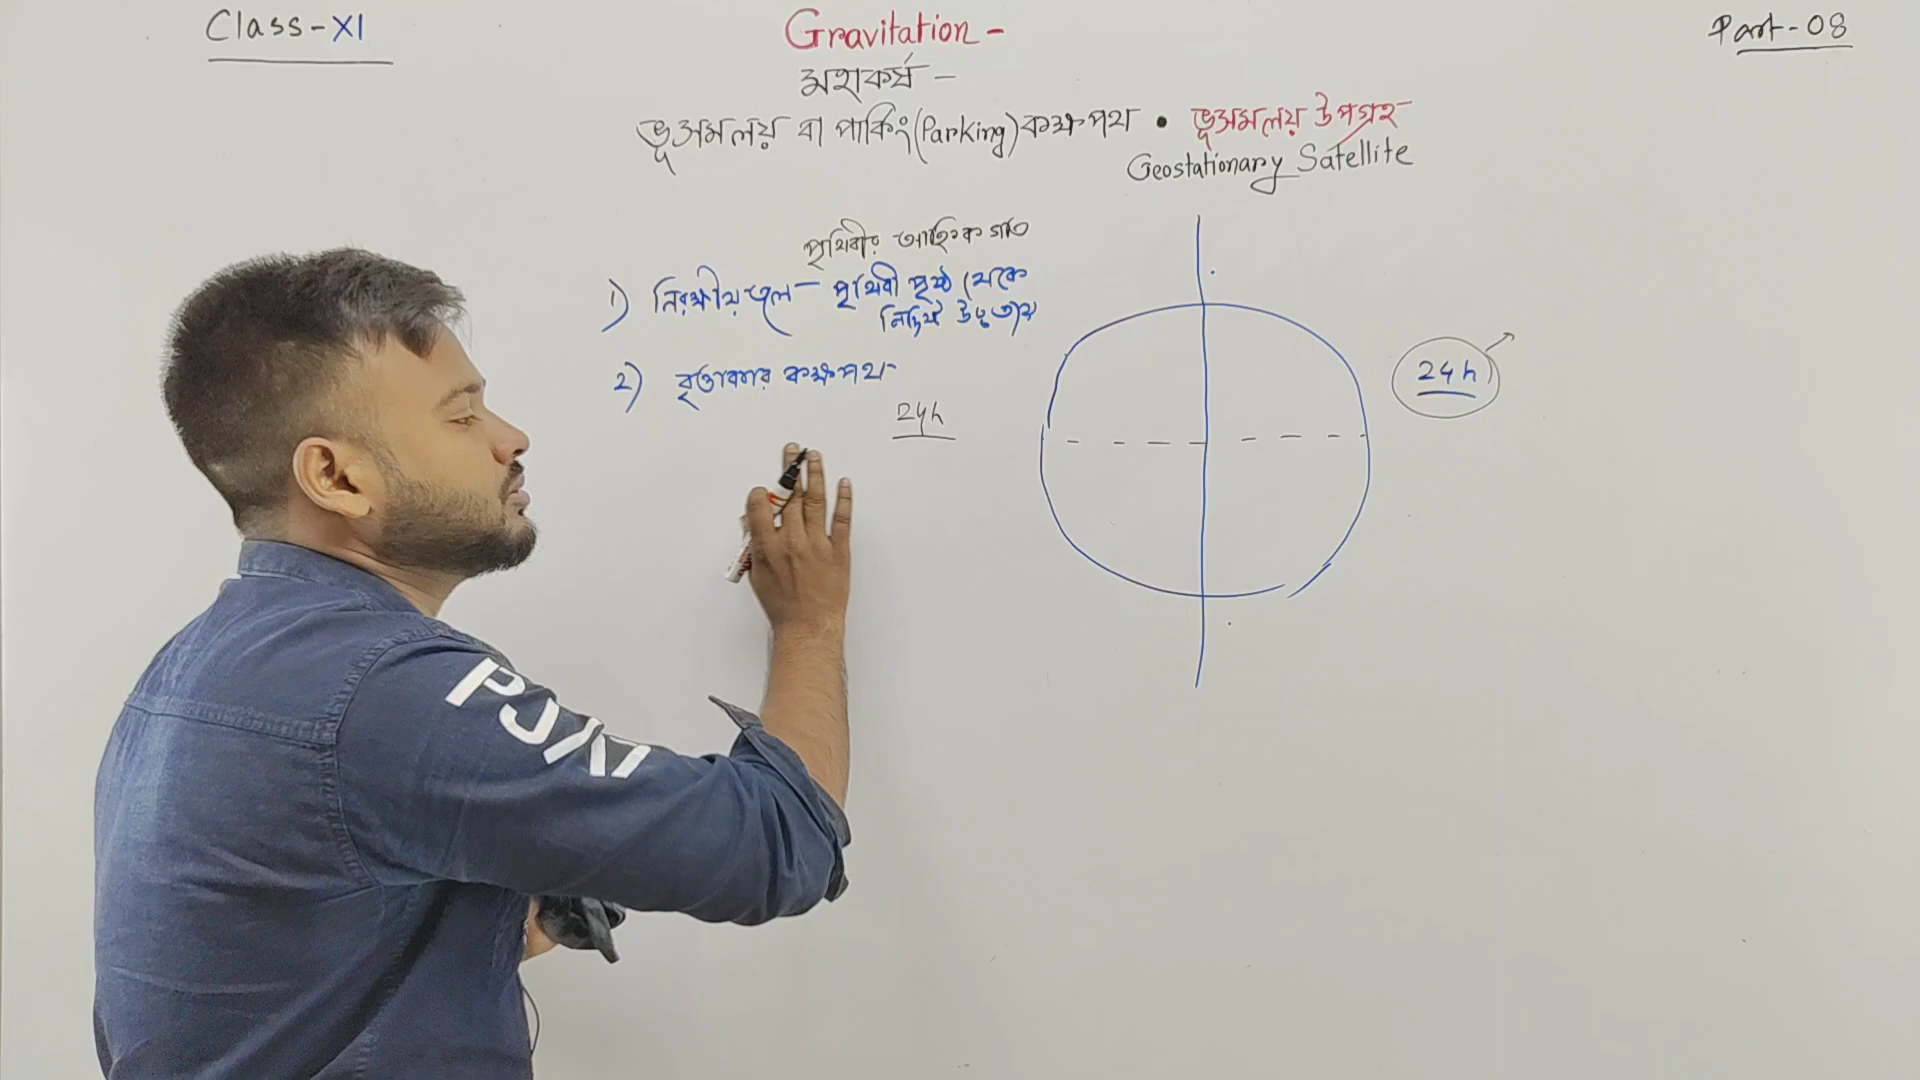 Class-XI
Gravitation -
Part-08
মহাকর্ষ -
ভূসমলয় বা পার্কিং(Parking)কক্ষপথ • ভূসমলয় উপগ্রহ
Geostationary Satellite
পৃথিবীর আহ্নিক গতি
1) নিরক্ষীয় তল - পৃথিবী পৃষ্ঠ থেকে
নির্দিষ্ট উচ্চতায়
2) বৃত্তাকার কক্ষপথ -
24h
24h